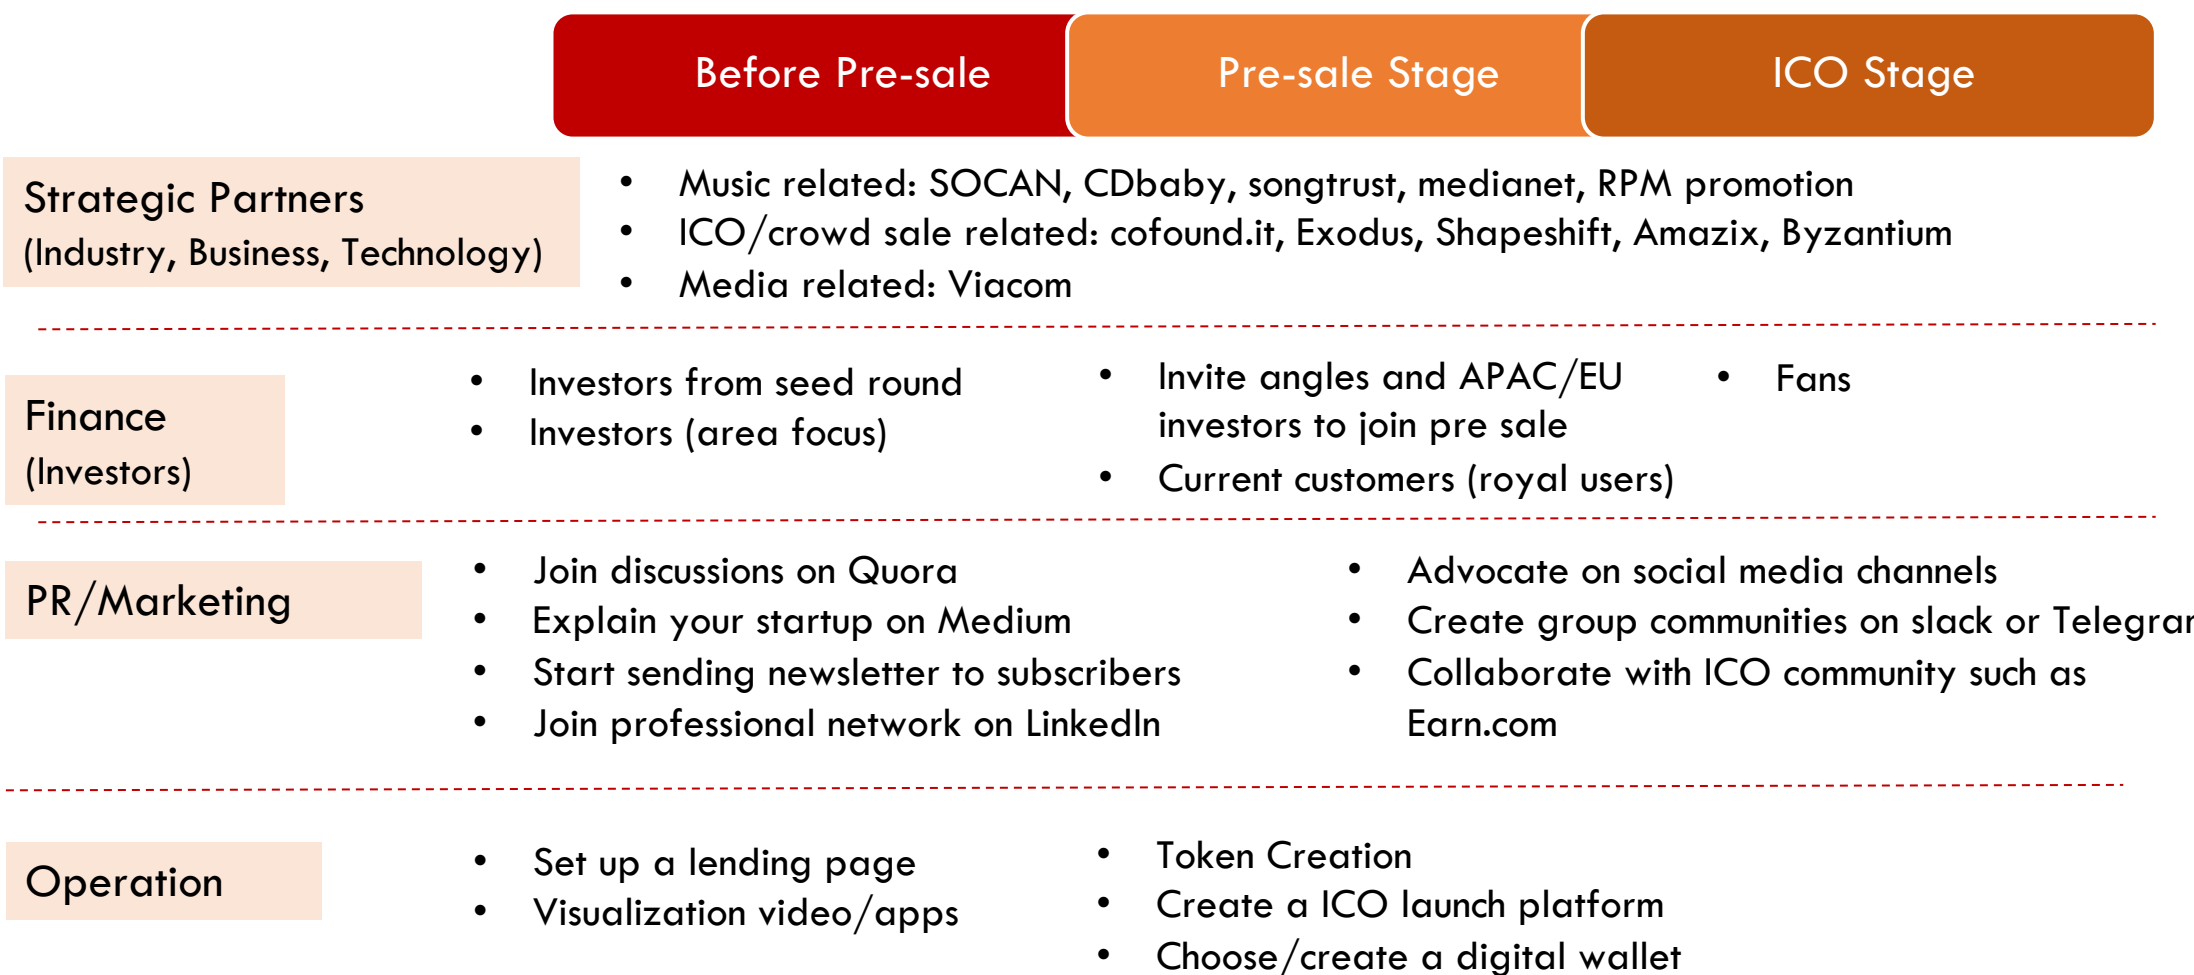 Before Pre-sale
Pre-sale Stage
ICO Stage
Strategic Partners
(Industry, Business, Technology)
• Music related: SOCAN, CDbaby, songtrust, medianet, RPM promotion
• ICO/crowd sale related: cofound.it, Exodus, Shapeshift, Amazix, Byzantium
• Media related: Viacom
Finance
(Investors)
• Investors from seed round
• Investors (area focus)
• Invite angles and APAC/EU
investors to join pre sale
• Current customers (royal users)
• Fans
PR/Marketing
• Join discussions on Quora
• Explain your startup on Medium
• Start sending newsletter to subscribers
• Join professional network on LinkedIn
• Advocate on social media channels
• Create group communities on slack or Telegra
• Collaborate with ICO community such as
Earn.com
Operation
• Set up a lending page
• Visualization video/apps
• Token Creation
• Create a ICO launch platform
• Choose/create a digital wallet